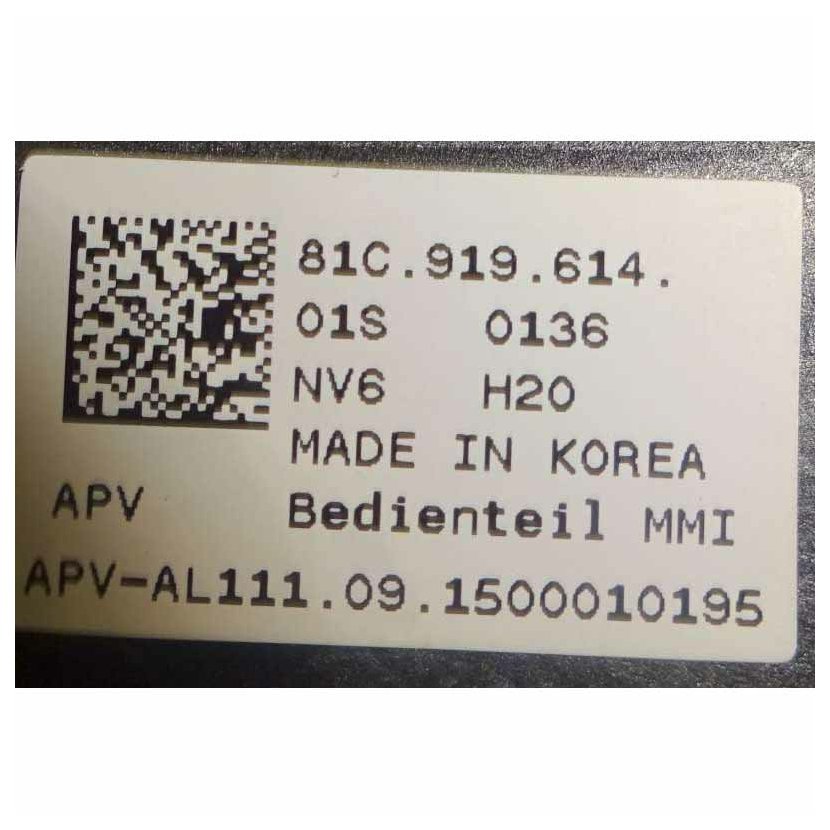 81C.919.614.
01S 0136
NV6 H20
MADE IN KOREA
APV Bedienteil MMI
APV-AL111.09.1500010195